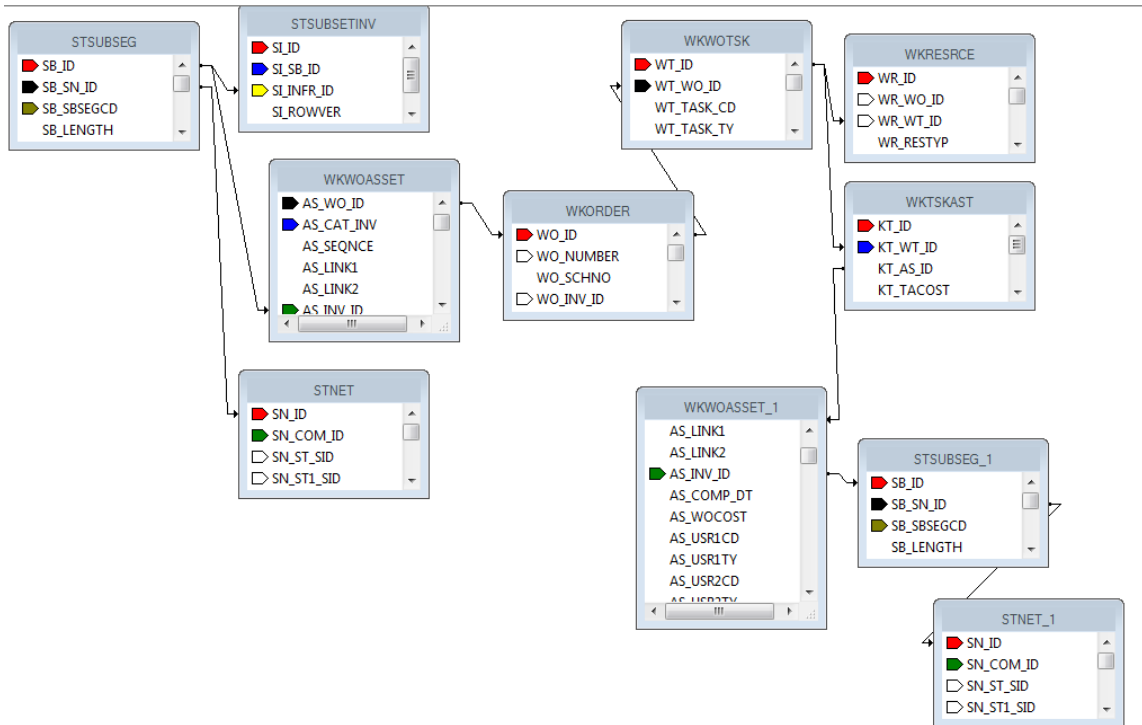 STSUBSEG
SB_ID
SB_SN_ID
SB_SBSEGCD
SB_LENGTH
STSUBSETINV
SI_ID
SI_SB_ID
SI_INFR_ID
SI_ROWVER
WKWOASSET
AS_WO_ID
AS_CAT_INV
AS_SEQNCE
AS_LINK1
AS_LINK2
AS_INV_ID
STNET
SN_ID
SN_COM_ID
SN_ST_SID
SN_ST1_SID
WKORDER
WO_ID
WO_NUMBER
WO_SCHNO
WO_INV_ID
WKWOTSK
WT_ID
WT_WO_ID
WT_TASK_CD
WT_TASK_TY
WKRESRCE
WR_ID
WR_WO_ID
WR_WT_ID
WR_RESTYP
WKTSKAST
KT_ID
KT_WT_ID
KT_AS_ID
KT_TACOST
WKWOASSET_1
AS_LINK1
AS_LINK2
AS_INV_ID
AS_COMP_DT
AS_WOCOST
AS_USR1CD
AS_USR1TY
AS_USR2CD
AS_USR2TY
STSUBSEG_1
SB_ID
SB_SN_ID
SB_SBSEGCD
SB_LENGTH
STNET_1
SN_ID
SN_COM_ID
SN_ST_SID
SN_ST1_SID